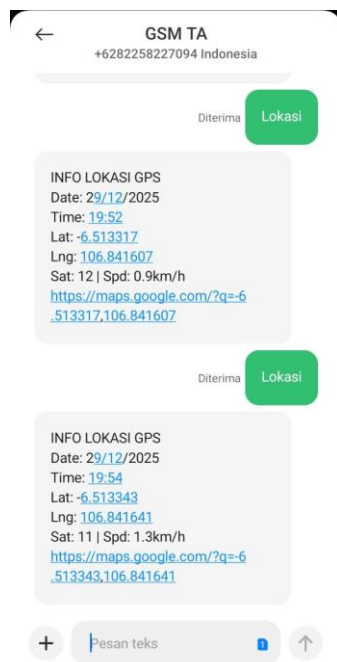 GSM TA
+6282258227094 Indonesia
Diterima Lokasi
INFO LOKASI GPS
Date: 29/12/2025
Time: 19:52
Lat: -6.513317
Lng: 106.841607
Sat: 12 | Spd: 0.9km/h
https://maps.google.com/?q=-6
.513317,106.841607
Diterima Lokasi
INFO LOKASI GPS
Date: 29/12/2025
Time: 19:54
Lat: -6.513343
Lng: 106.841641
Sat: 11 | Spd: 1.3km/h
https://maps.google.com/?q=-6
.513343,106.841641
Pesan teks 1